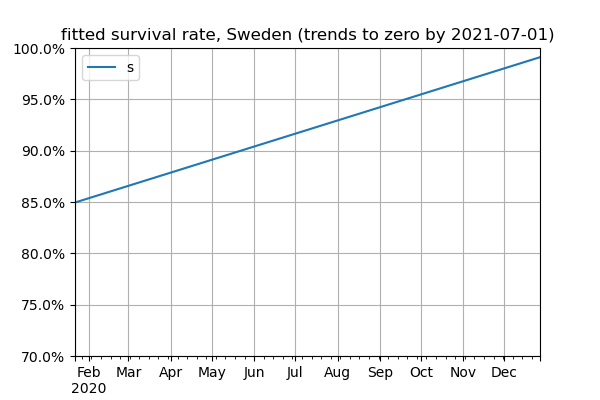 fitted survival rate, Sweden (trends to zero by 2021-07-01)
100.0%
s
95.0%
90.0%
85.0%
80.0%
75.0%
70.0%
Feb Mar Apr May Jun Jul Aug Sep Oct Nov Dec
2020